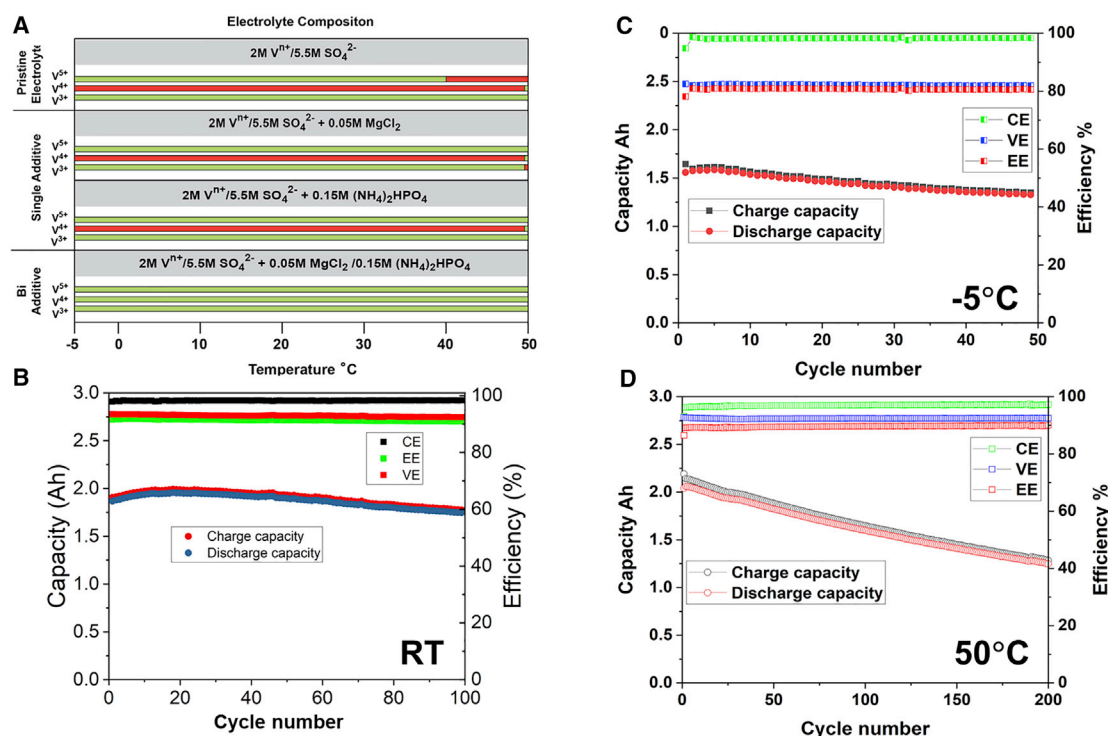 A
Electrolyte Compositon
Pristine
Electrolyte
2M Vⁿ⁺/5.5M SO₄²⁻
V⁵⁺
V⁴⁺
V³⁺
Single Additive
2M Vⁿ⁺/5.5M SO₄²⁻ + 0.05M MgCl₂
V⁵⁺
V⁴⁺
V³⁺
2M Vⁿ⁺/5.5M SO₄²⁻ + 0.15M (NH₄)₂HPO₄
V⁵⁺
V⁴⁺
V³⁺
Bi
Additive
2M Vⁿ⁺/5.5M SO₄²⁻ + 0.05M MgCl₂ /0.15M (NH₄)₂HPO₄
V⁵⁺
V⁴⁺
V³⁺
-5 0 10 20 30 40 50
Temperature °C
B
Capacity (Ah)
3.0
2.5
2.0
1.5
1.0
0.5
0.0
CE
EE
VE
Charge capacity
Discharge capacity
RT
100
80
60
40
20
0
Efficiency (%)
0 20 40 60 80 100
Cycle number
C
Capacity Ah
0
2.5
2.0
1.5
1.0
0.5
0
CE
VE
EE
Charge capacity
Discharge capacity
-5°C
100
80
60
40
20
0
Efficiency %
0 10 20 30 40 50
Cycle number
D
Capacity Ah
3.0
2.5
2.0
1.5
1.0
0.5
0
CE
VE
EE
Charge capacity
Discharge capacity
50°C
100
80
60
40
20
0
Efficiency %
0 50 100 150 200
Cycle number